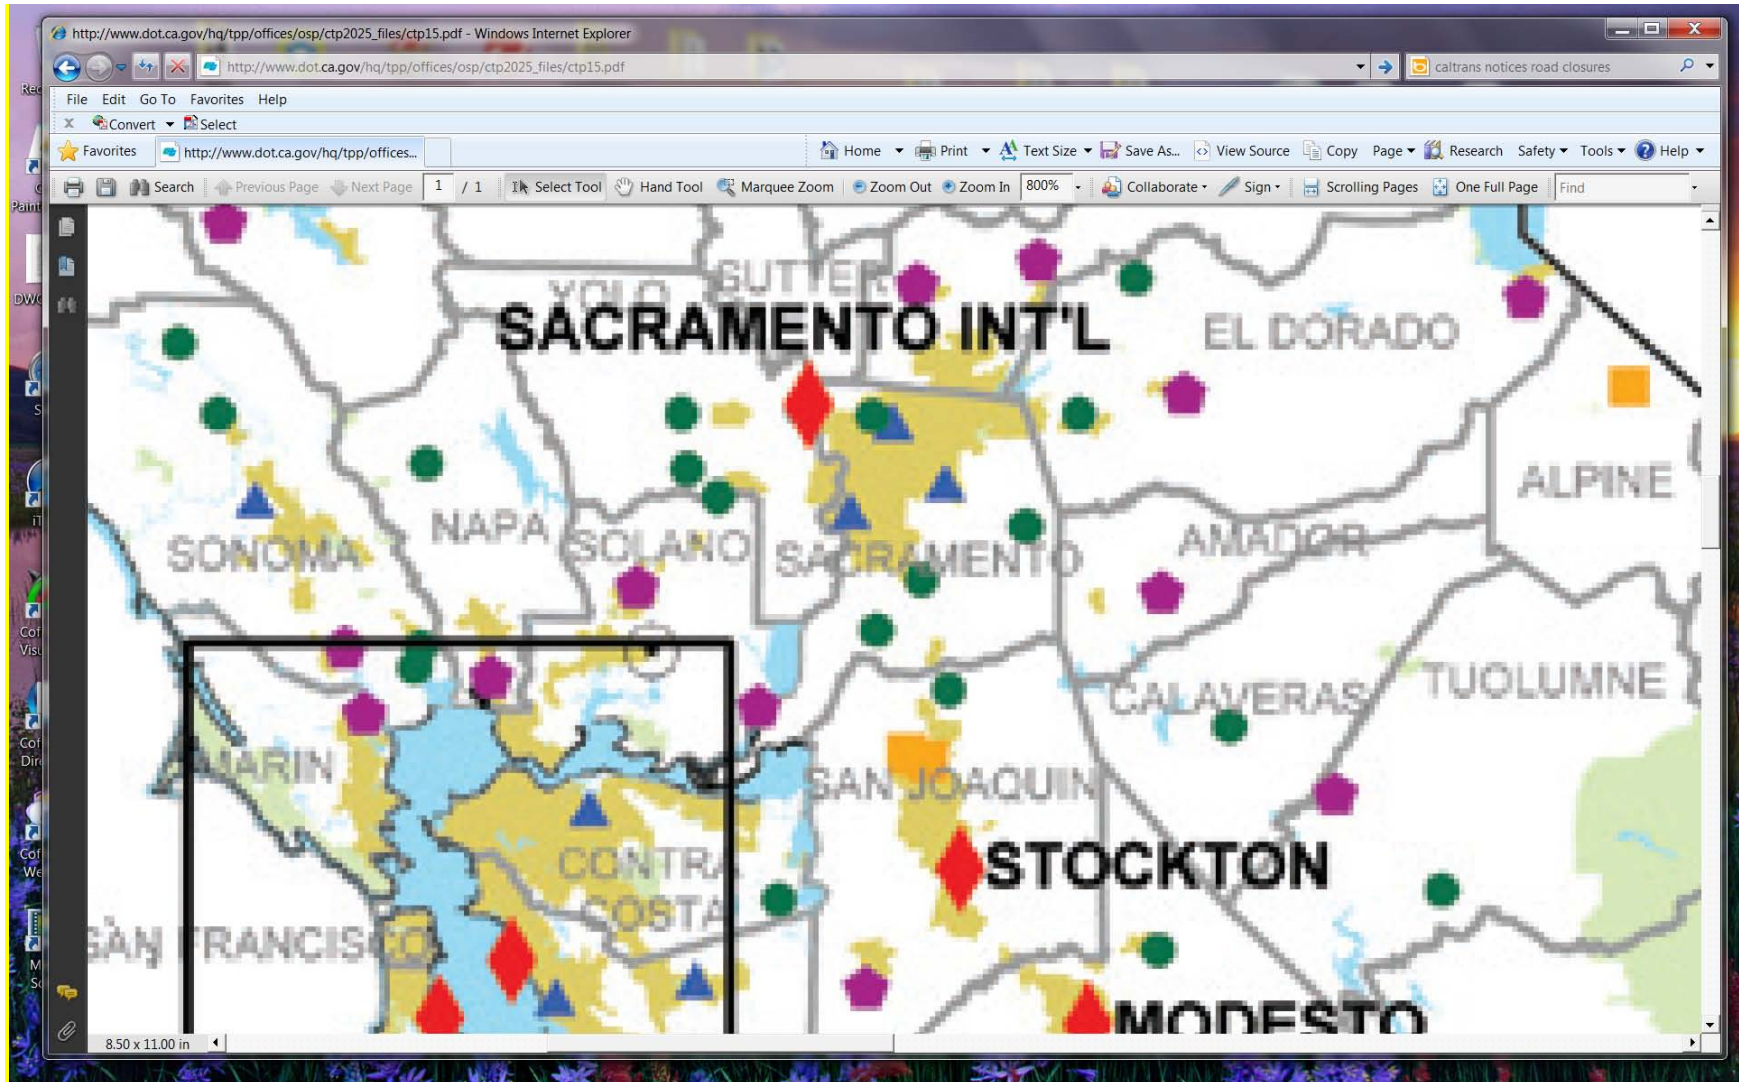 http://www.dot.ca.gov/hq/tpp/offices/osp/ctp2025_files/ctp15.pdf - Windows Internet Explorer
http://www.dot.ca.gov/hq/tpp/offices/osp/ctp2025_files/ctp15.pdf
caltrans notices road closures
File Edit Go To Favorites Help
X Convert Select
Favorites http://www.dot.ca.gov/hq/tpp/offices... Home Print Text Size Save As... View Source Copy Page Research Safety Tools Help
Search Previous Page Next Page 1 / 1 Select Tool Hand Tool Marquee Zoom Zoom Out Zoom In 800% Collaborate Sign Scrolling Pages One Full Page Find
YOLO SUTTER
SACRAMENTO INT'L EL DORADO
ALPINE
SONOMA NAPA SOLANO SACRAMENTO AMADOR
CALAVERAS TUOLUMNE
MARIN SAN JOAQUIN
CONTRA STOCKTON
COSTA
SAN FRANCISCO
MODESTO
8.50 x 11.00 in